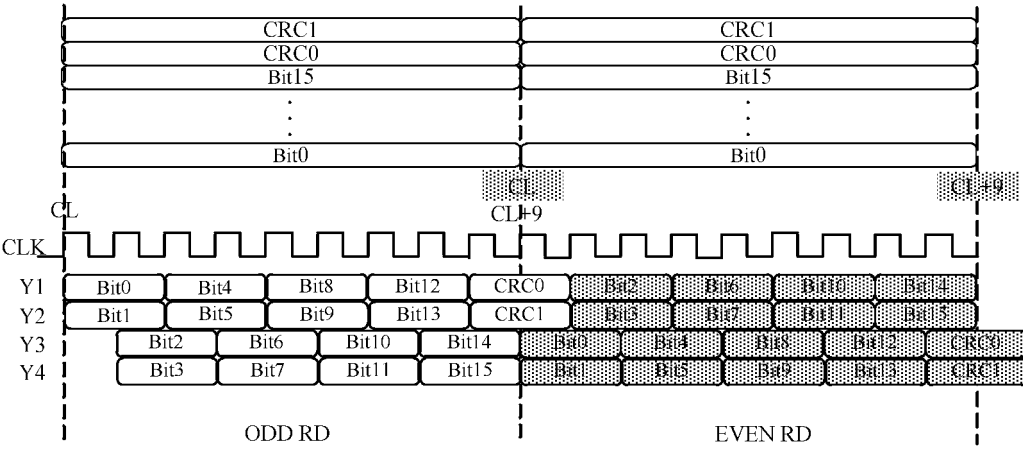 CRC1 CRC1
CRC0 CRC0
Bit15 Bit15
Bit0 Bit0
CL CL+9
CL CL+9
CLK
Y1 Bit0 Bit4 Bit8 Bit12 CRC0 Bit2 Bit6 Bit10 Bit14
Y2 Bit1 Bit5 Bit9 Bit13 CRC1 Bit3 Bit7 Bit11 Bit15
Y3 Bit2 Bit6 Bit10 Bit14 Bit0 Bit4 Bit8 Bit12 CRC0
Y4 Bit3 Bit7 Bit11 Bit15 Bit1 Bit5 Bit9 Bit13 CRC1
ODD RD EVEN RD